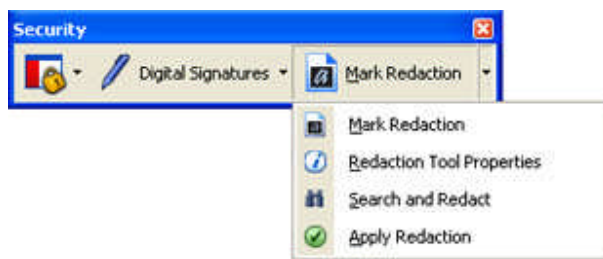 Security
Digital Signatures Mark Redaction
Mark Redaction
Redaction Tool Properties
Search and Redact
Apply Redaction